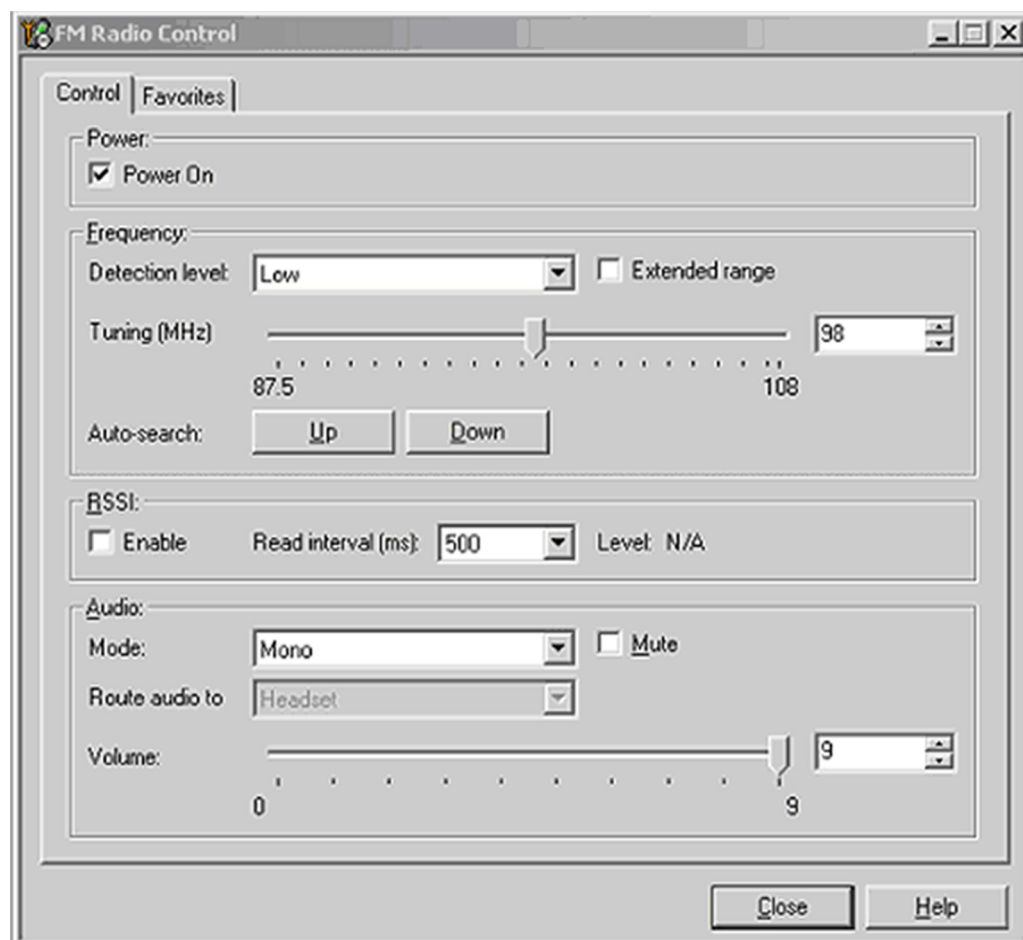 FM Radio Control
Control Favorites
Power:
Power On
Frequency:
Detection level: Low Extended range
Tuning (MHz) 98
87.5 108
Auto-search: Up Down
RSSI:
Enable Read interval (ms): 500 Level: N/A
Audio:
Mode: Mono Mute
Route audio to Headset
Volume: 9
0 9
Close Help